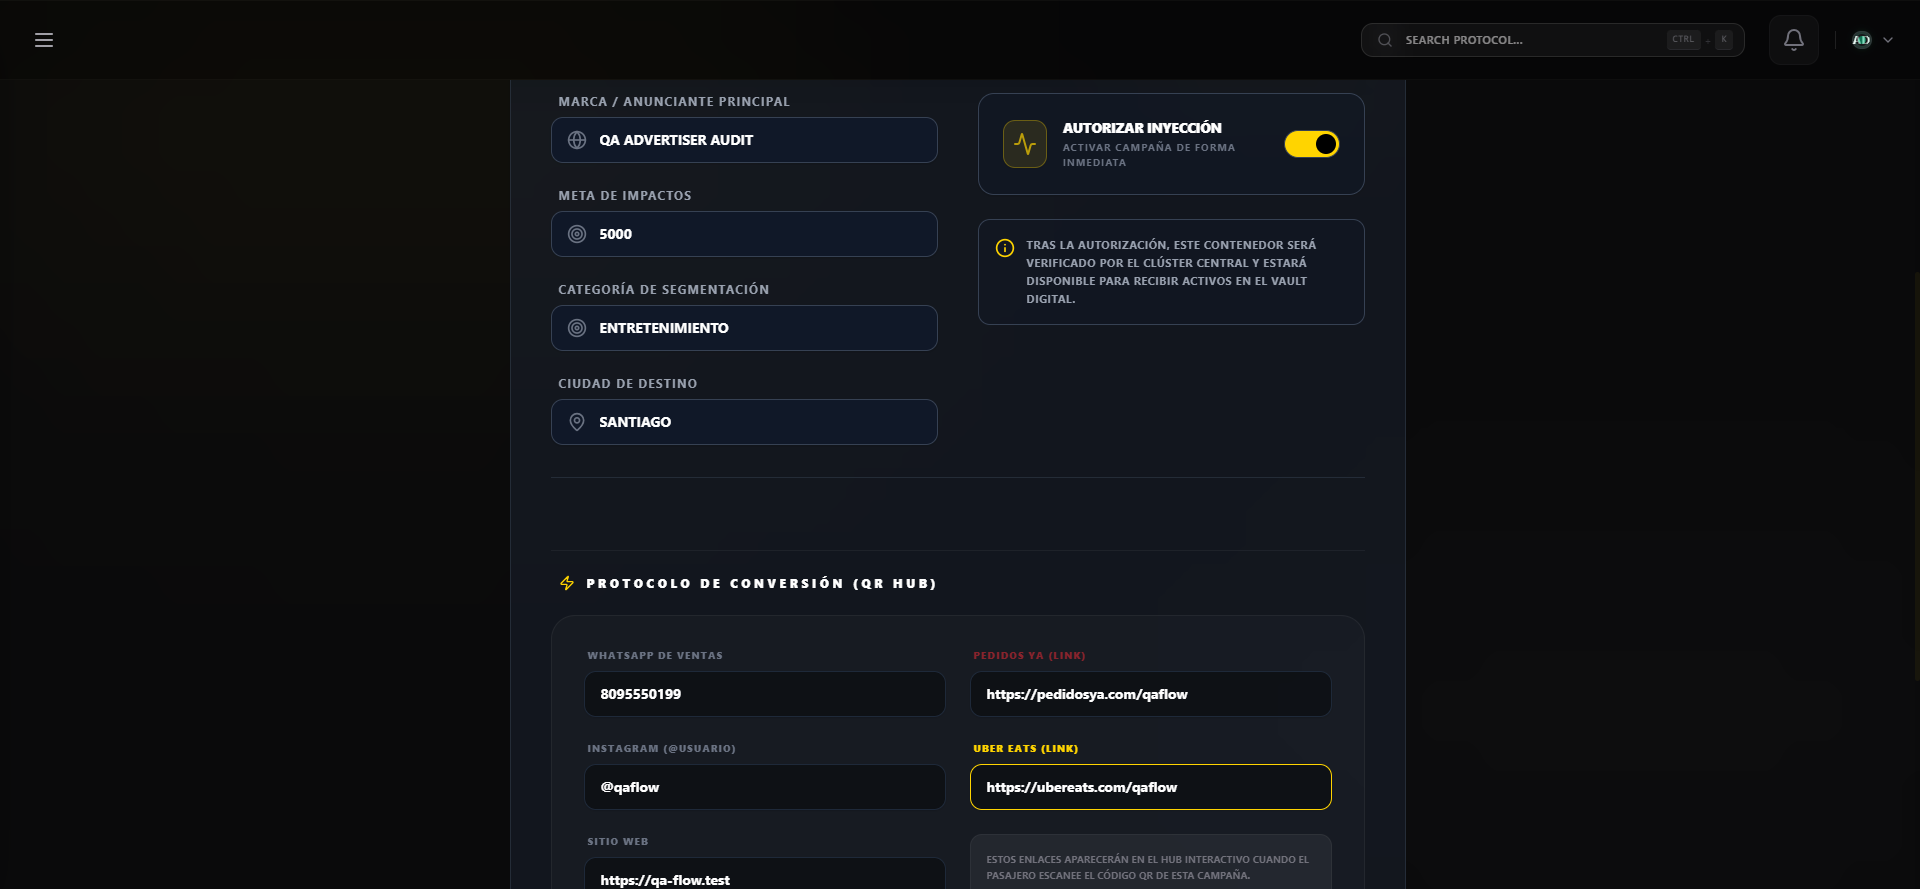 SEARCH PROTOCOL...
CTRL + K
AD
MARCA / ANUNCIANTE PRINCIPAL
QA ADVERTISER AUDIT
META DE IMPACTOS
5000
CATEGORÍA DE SEGMENTACIÓN
ENTRETENIMIENTO
CIUDAD DE DESTINO
SANTIAGO
AUTORIZAR INYECCIÓN
ACTIVAR CAMPAÑA DE FORMA
INMEDIATA
TRAS LA AUTORIZACIÓN, ESTE CONTENEDOR SERÁ
VERIFICADO POR EL CLÚSTER CENTRAL Y ESTARÁ
DISPONIBLE PARA RECIBIR ACTIVOS EN EL VAULT
DIGITAL.
PROTOCOLO DE CONVERSIÓN (QR HUB)
WHATSAPP DE VENTAS
8095550199
PEDIDOS YA (LINK)
https://pedidosya.com/qaflow
INSTAGRAM (@USUARIO)
@qaflow
UBER EATS (LINK)
https://ubereats.com/qaflow
SITIO WEB
https://qa-flow.test
ESTOS ENLACES APARECERÁN EN EL HUB INTERACTIVO CUANDO EL
PASAJERO ESCANEE EL CÓDIGO QR DE ESTA CAMPAÑA.